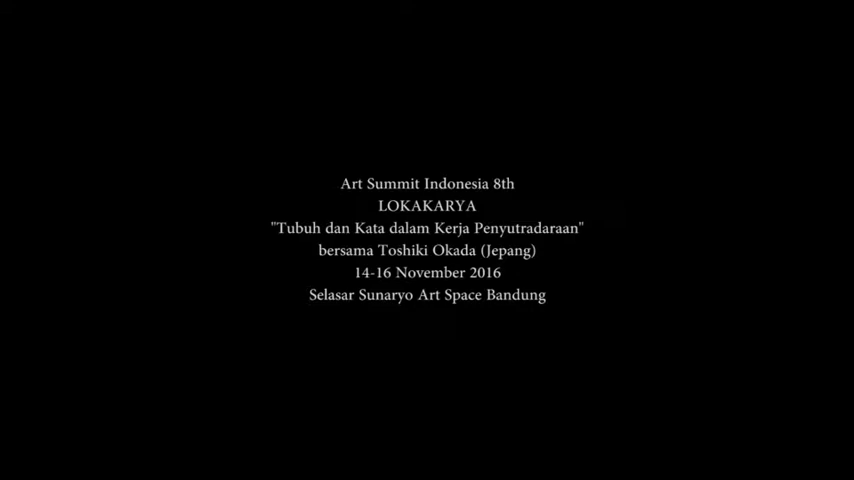 Art Summit Indonesia 8th
LOKAKARYA
"Tubuh dan Kata dalam Kerja Penyutradaraan"
bersama Toshiki Okada (Jepang)
14-16 November 2016
Selasar Sunaryo Art Space Bandung